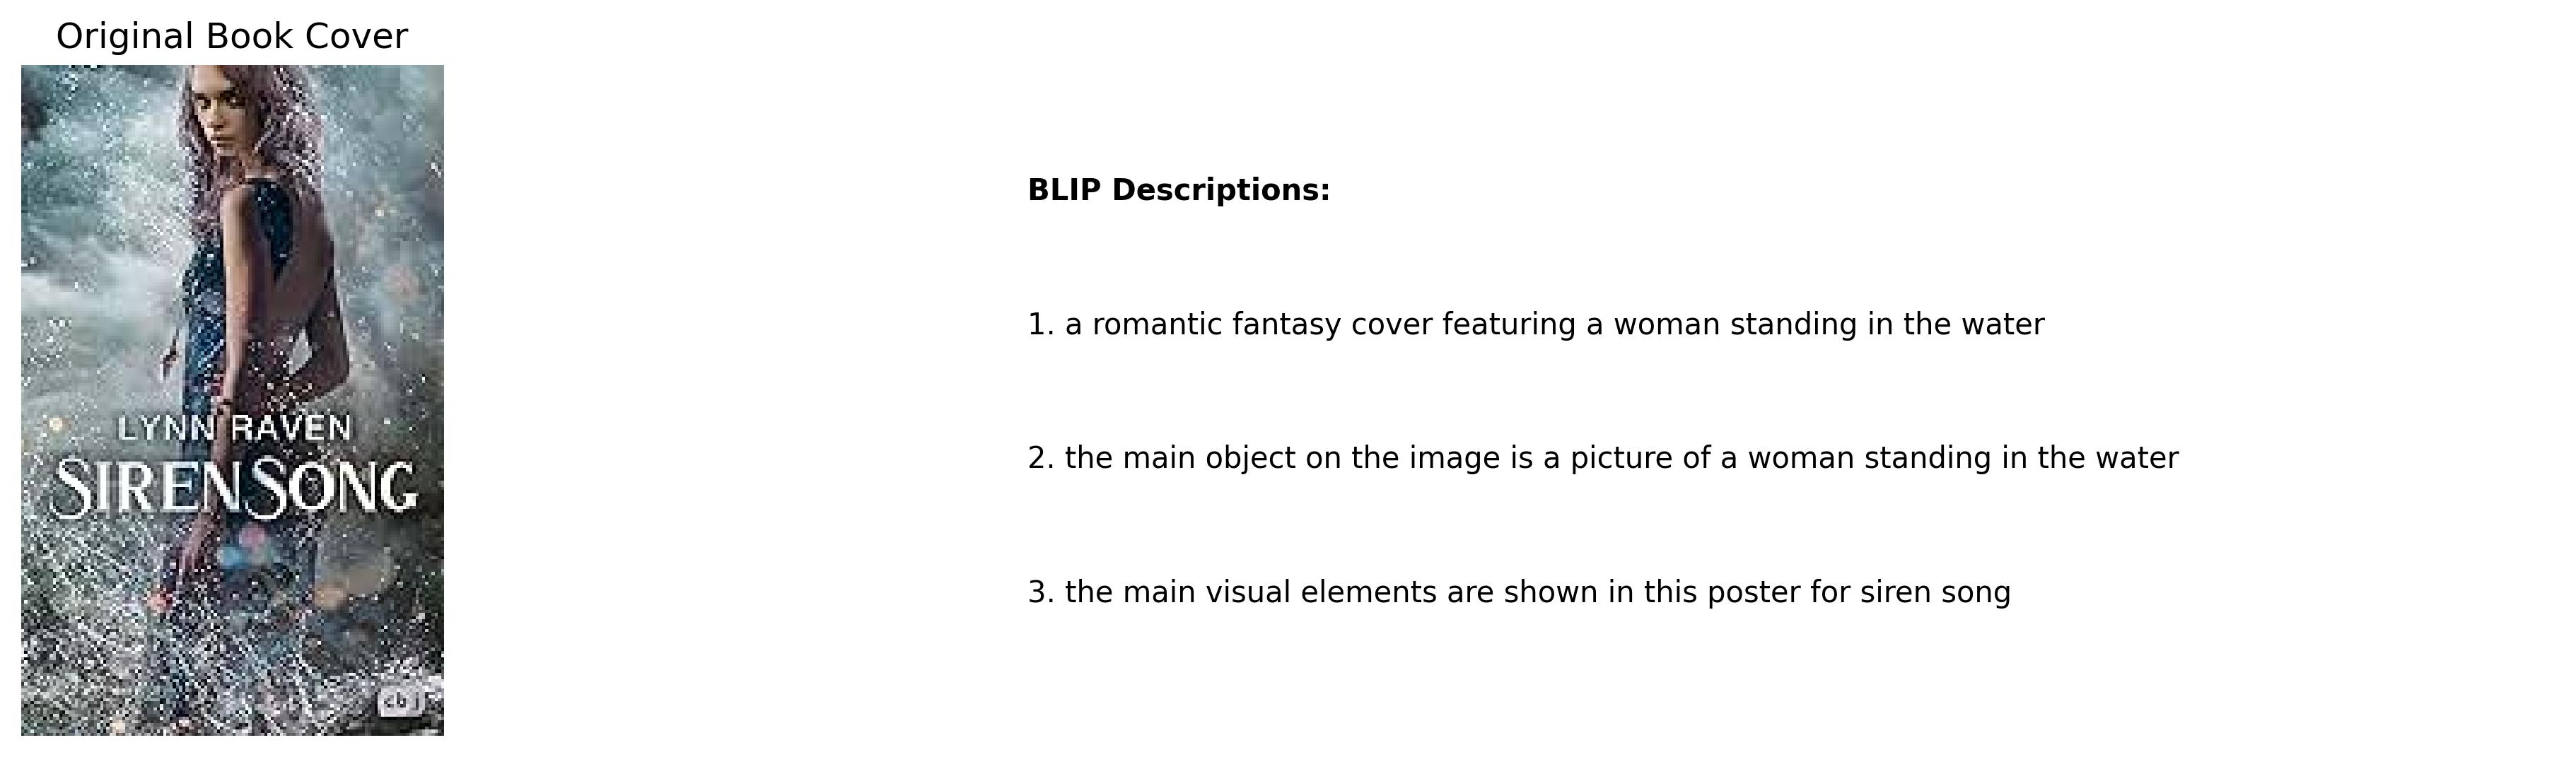 Original Book Cover
LYNN RAVEN
SIRENSONG
cbj
BLIP Descriptions:
1. a romantic fantasy cover featuring a woman standing in the water
2. the main object on the image is a picture of a woman standing in the water
3. the main visual elements are shown in this poster for siren song